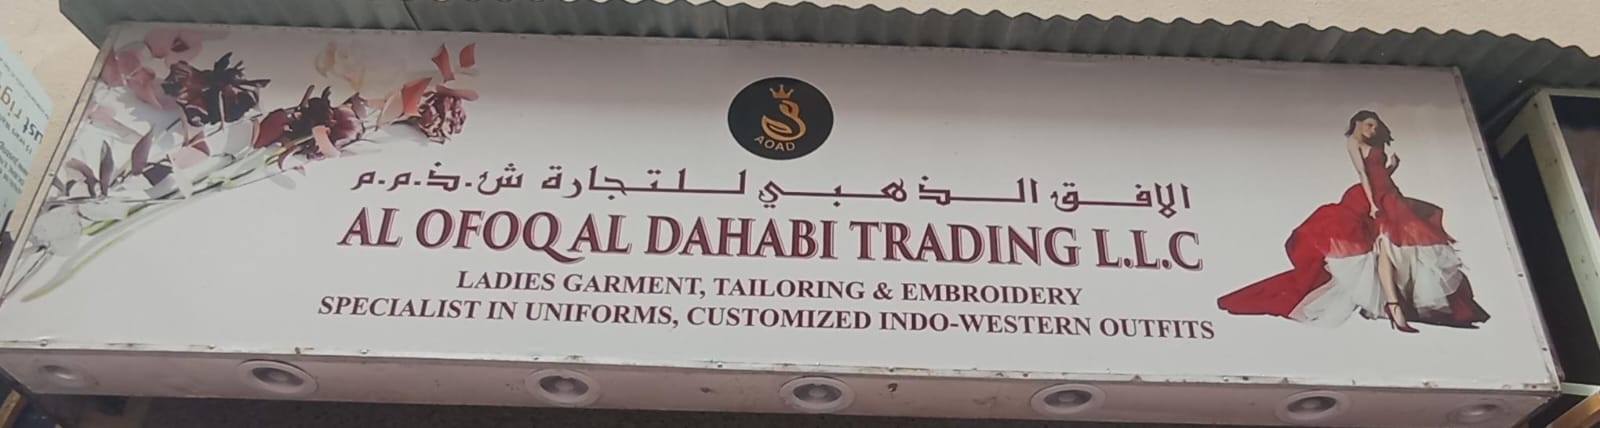 AOAD
الافق الذهبي للتجارة ش.ذ.م.م
AL OFOQ AL DAHABI TRADING L.L.C
LADIES GARMENT, TAILORING & EMBROIDERY
SPECIALIST IN UNIFORMS, CUSTOMIZED INDO-WESTERN OUTFITS